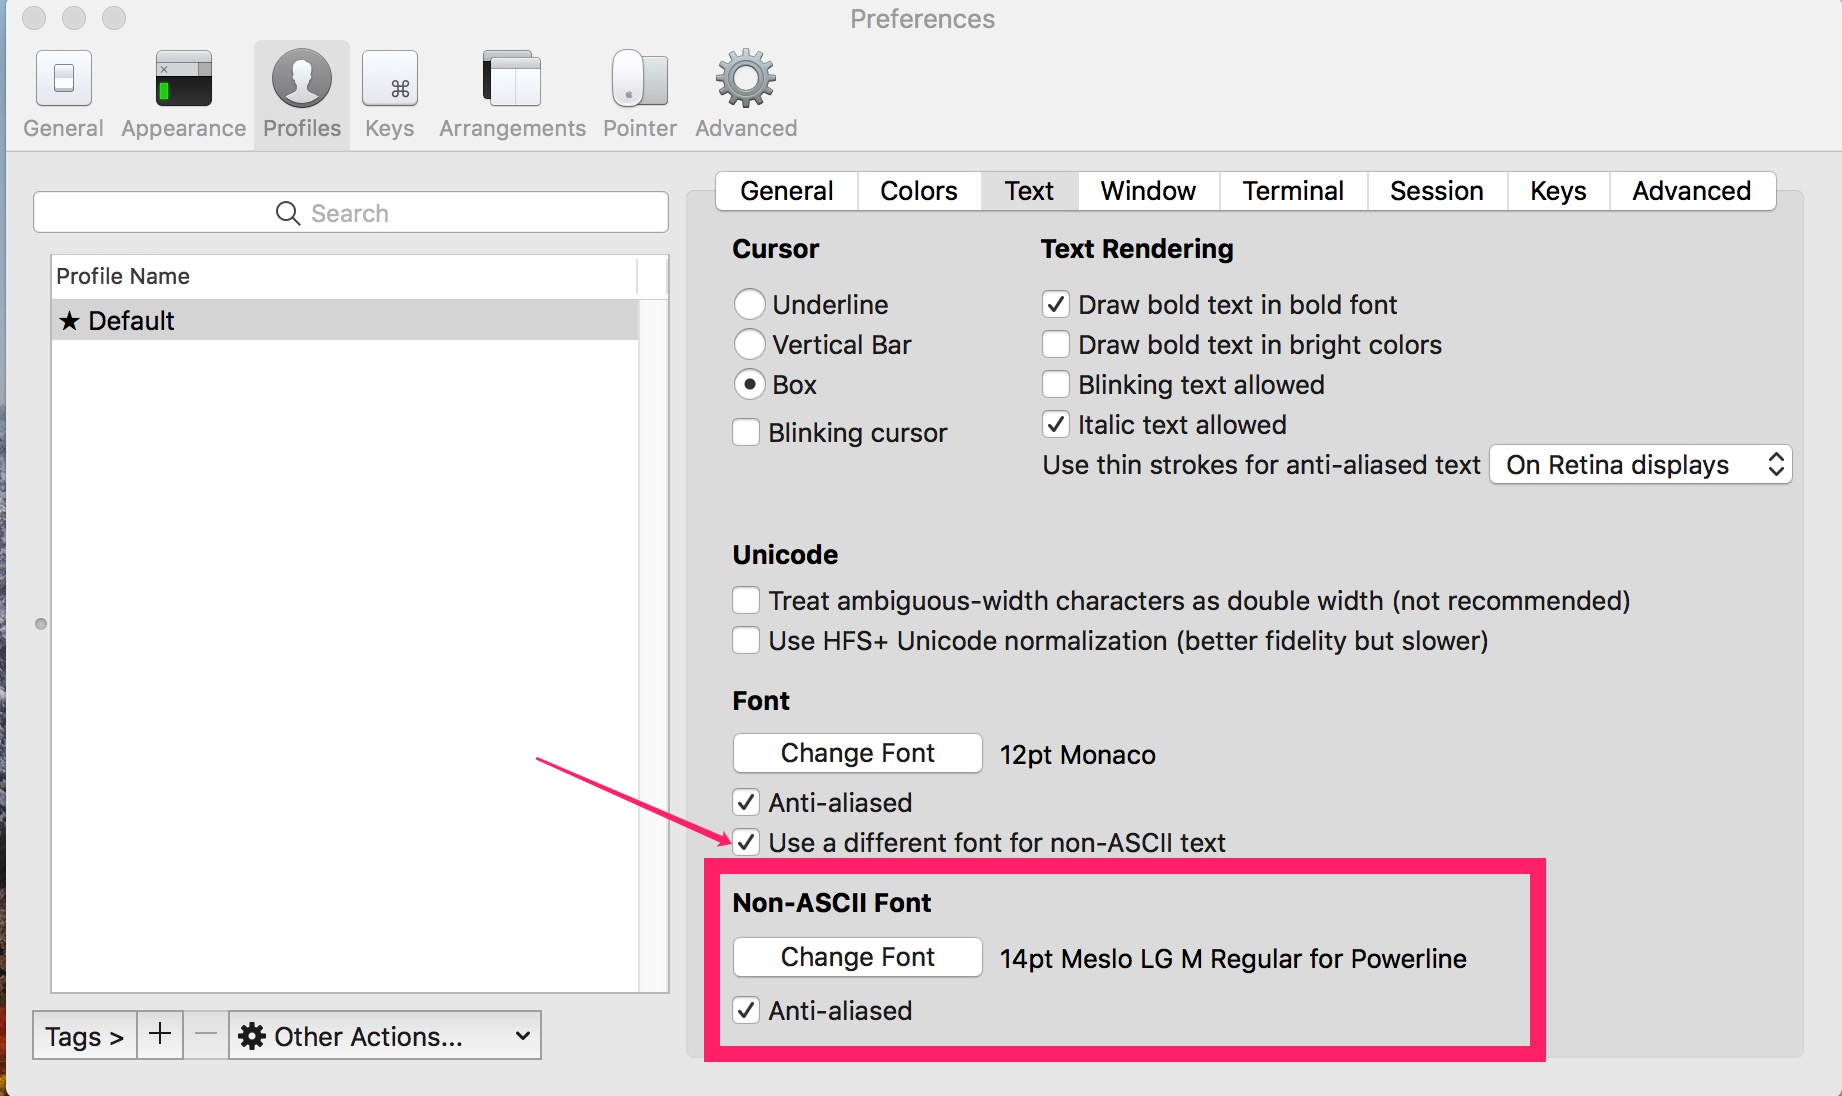 Preferences
General Appearance Profiles Keys Arrangements Pointer Advanced
Search
Profile Name
★ Default
Tags > + − Other Actions...
General Colors Text Window Terminal Session Keys Advanced
Cursor
Underline
Vertical Bar
Box
Blinking cursor
Text Rendering
Draw bold text in bold font
Draw bold text in bright colors
Blinking text allowed
Italic text allowed
Use thin strokes for anti-aliased text On Retina displays
Unicode
Treat ambiguous-width characters as double width (not recommended)
Use HFS+ Unicode normalization (better fidelity but slower)
Font
Change Font 12pt Monaco
Anti-aliased
Use a different font for non-ASCII text
Non-ASCII Font
Change Font 14pt Meslo LG M Regular for Powerline
Anti-aliased